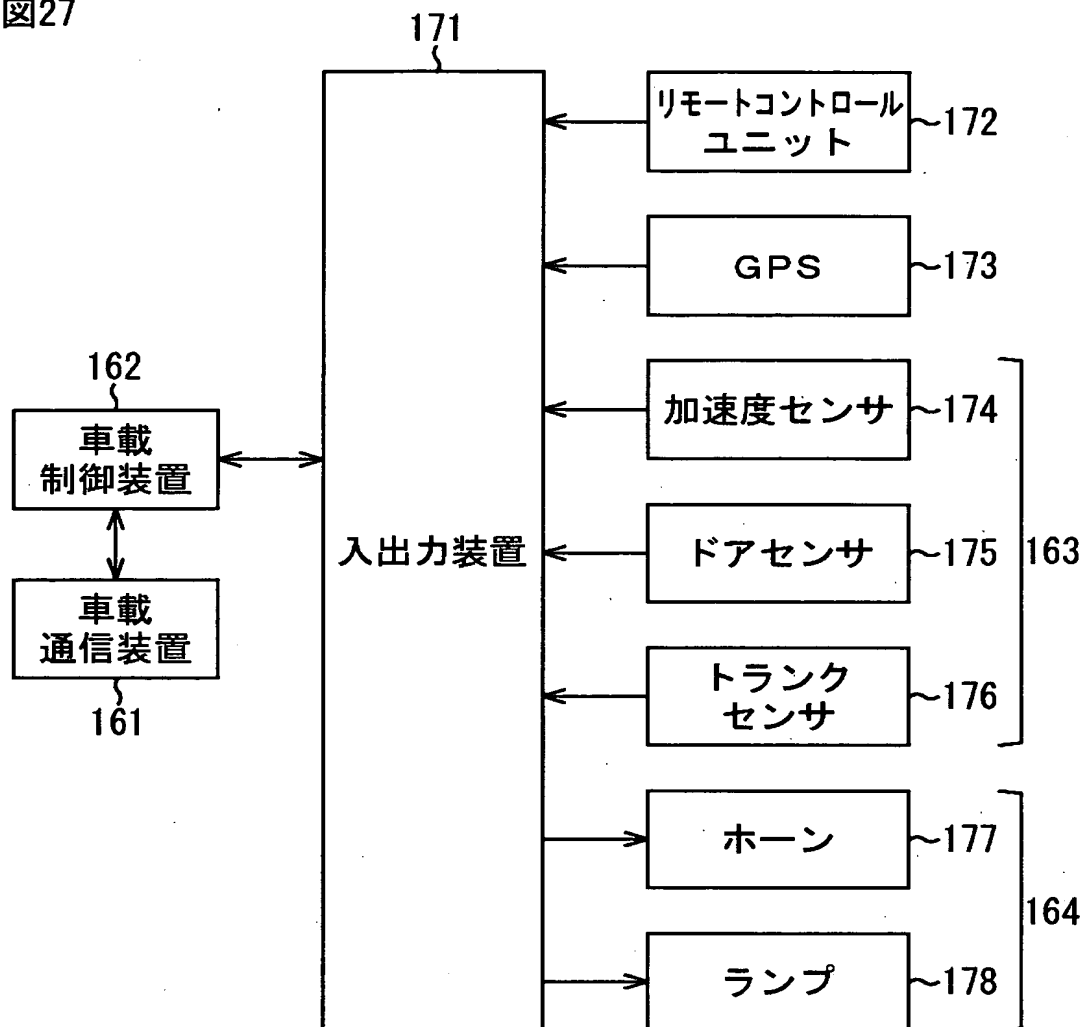 図27
171
リモートコントロール
ユニット
172
GPS
173
162
車載
制御装置
加速度センサ
174
入出力装置
ドアセンサ
175
163
車載
通信装置
161
トランク
センサ
176
ホーン
177
164
ランプ
178